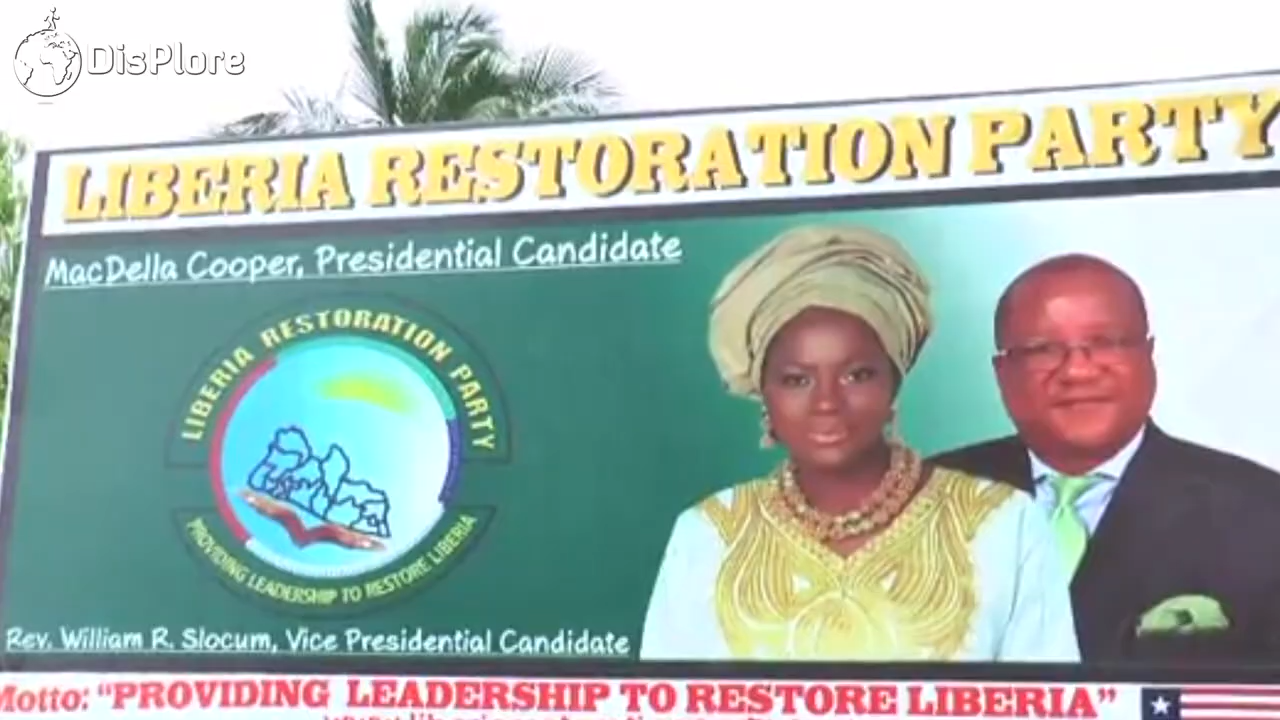 DisPlore
LIBERIA RESTORATION PARTY
MacDella Cooper, Presidential Candidate
LIBERIA RESTORATION PARTY
PROVIDING LEADERSHIP TO RESTORE LIBERIA
Rev. William R. Slocum, Vice Presidential Candidate
Motto: "PROVIDING LEADERSHIP TO RESTORE LIBERIA"